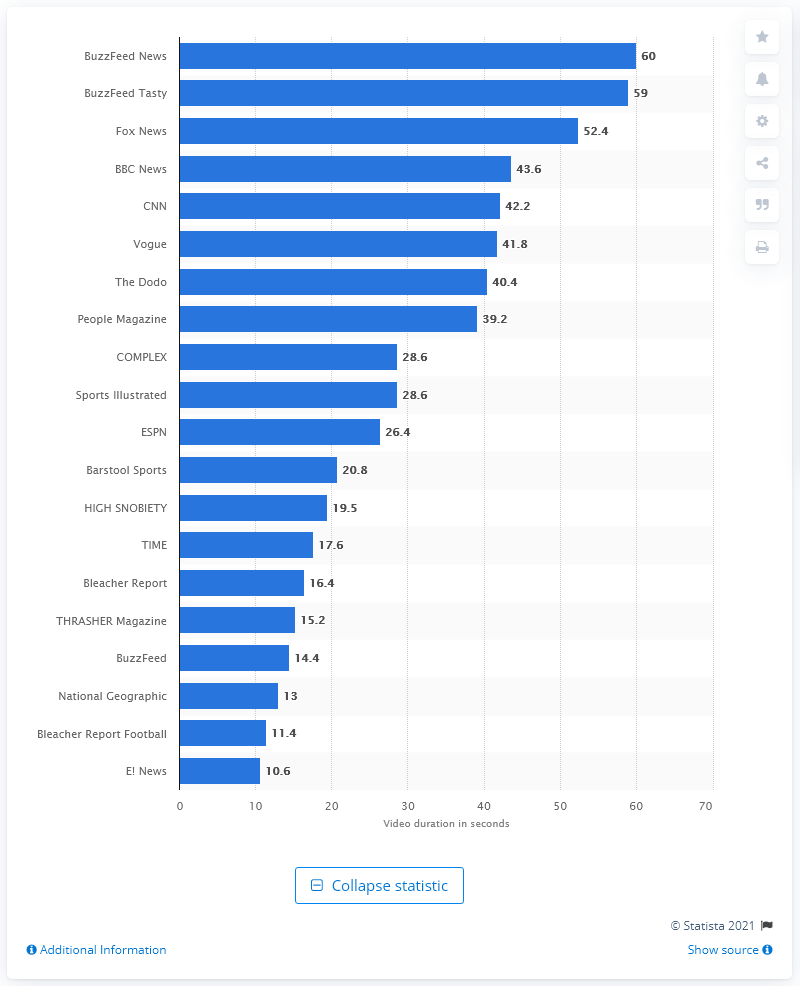 BuzzFeed News 60
BuzzFeed Tasty 59
Fox News 52.4
BBC News 43.6
CNN 42.2
Vogue 41.8
The Dodo 40.4
People Magazine 39.2
COMPLEX 28.6
Sports Illustrated 28.6
ESPN 26.4
Barstool Sports 20.8
HIGH SNOBIETY 19.5
TIME 17.6
Bleacher Report 16.4
THRASHER Magazine 15.2
BuzzFeed 14.4
National Geographic 13
Bleacher Report Football 11.4
E! News 10.6
0 10 20 30 40 50 60 70
Video duration in seconds
Collapse statistic
© Statista 2021
Additional Information Show source